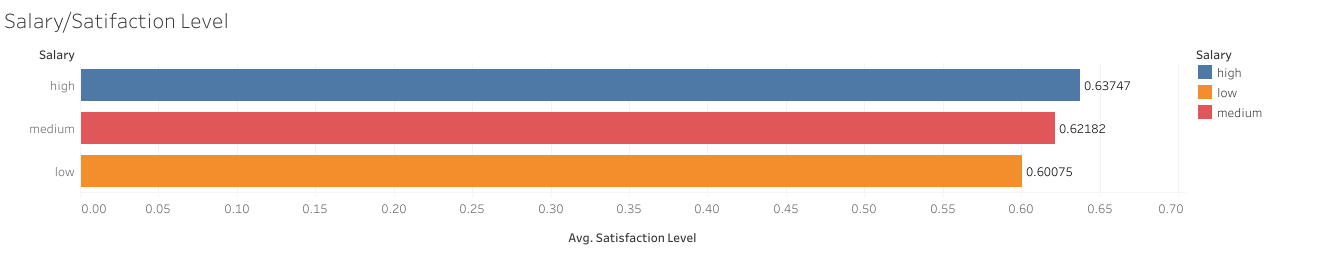 Salary/Satifaction Level
Salary
high
0.63747
medium
0.62182
low
0.60075
0.00 0.05 0.10 0.15 0.20 0.25 0.30 0.35 0.40 0.45 0.50 0.55 0.60 0.65 0.70
Avg. Satisfaction Level
Salary
high
low
medium